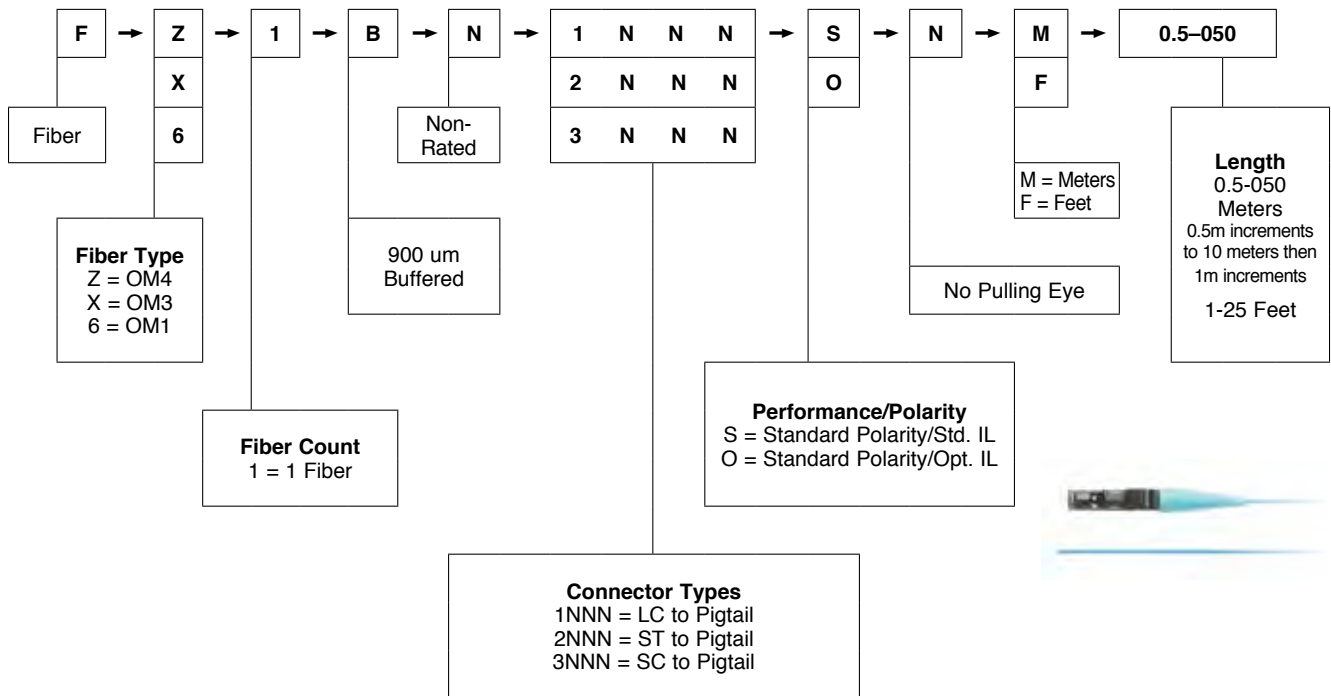 F → Z → 1 → B → N → 1 N N N → S → N → M → 0.5–050
X 2 N N N O F
6 3 N N N
Fiber
Non-
Rated
M = Meters
F = Feet
Length
0.5-050
Meters
0.5m increments
to 10 meters then
1m increments
1-25 Feet
Fiber Type
Z = OM4
X = OM3
6 = OM1
900 um
Buffered
No Pulling Eye
Performance/Polarity
S = Standard Polarity/Std. IL
O = Standard Polarity/Opt. IL
Fiber Count
1 = 1 Fiber
Connector Types
1NNN = LC to Pigtail
2NNN = ST to Pigtail
3NNN = SC to Pigtail